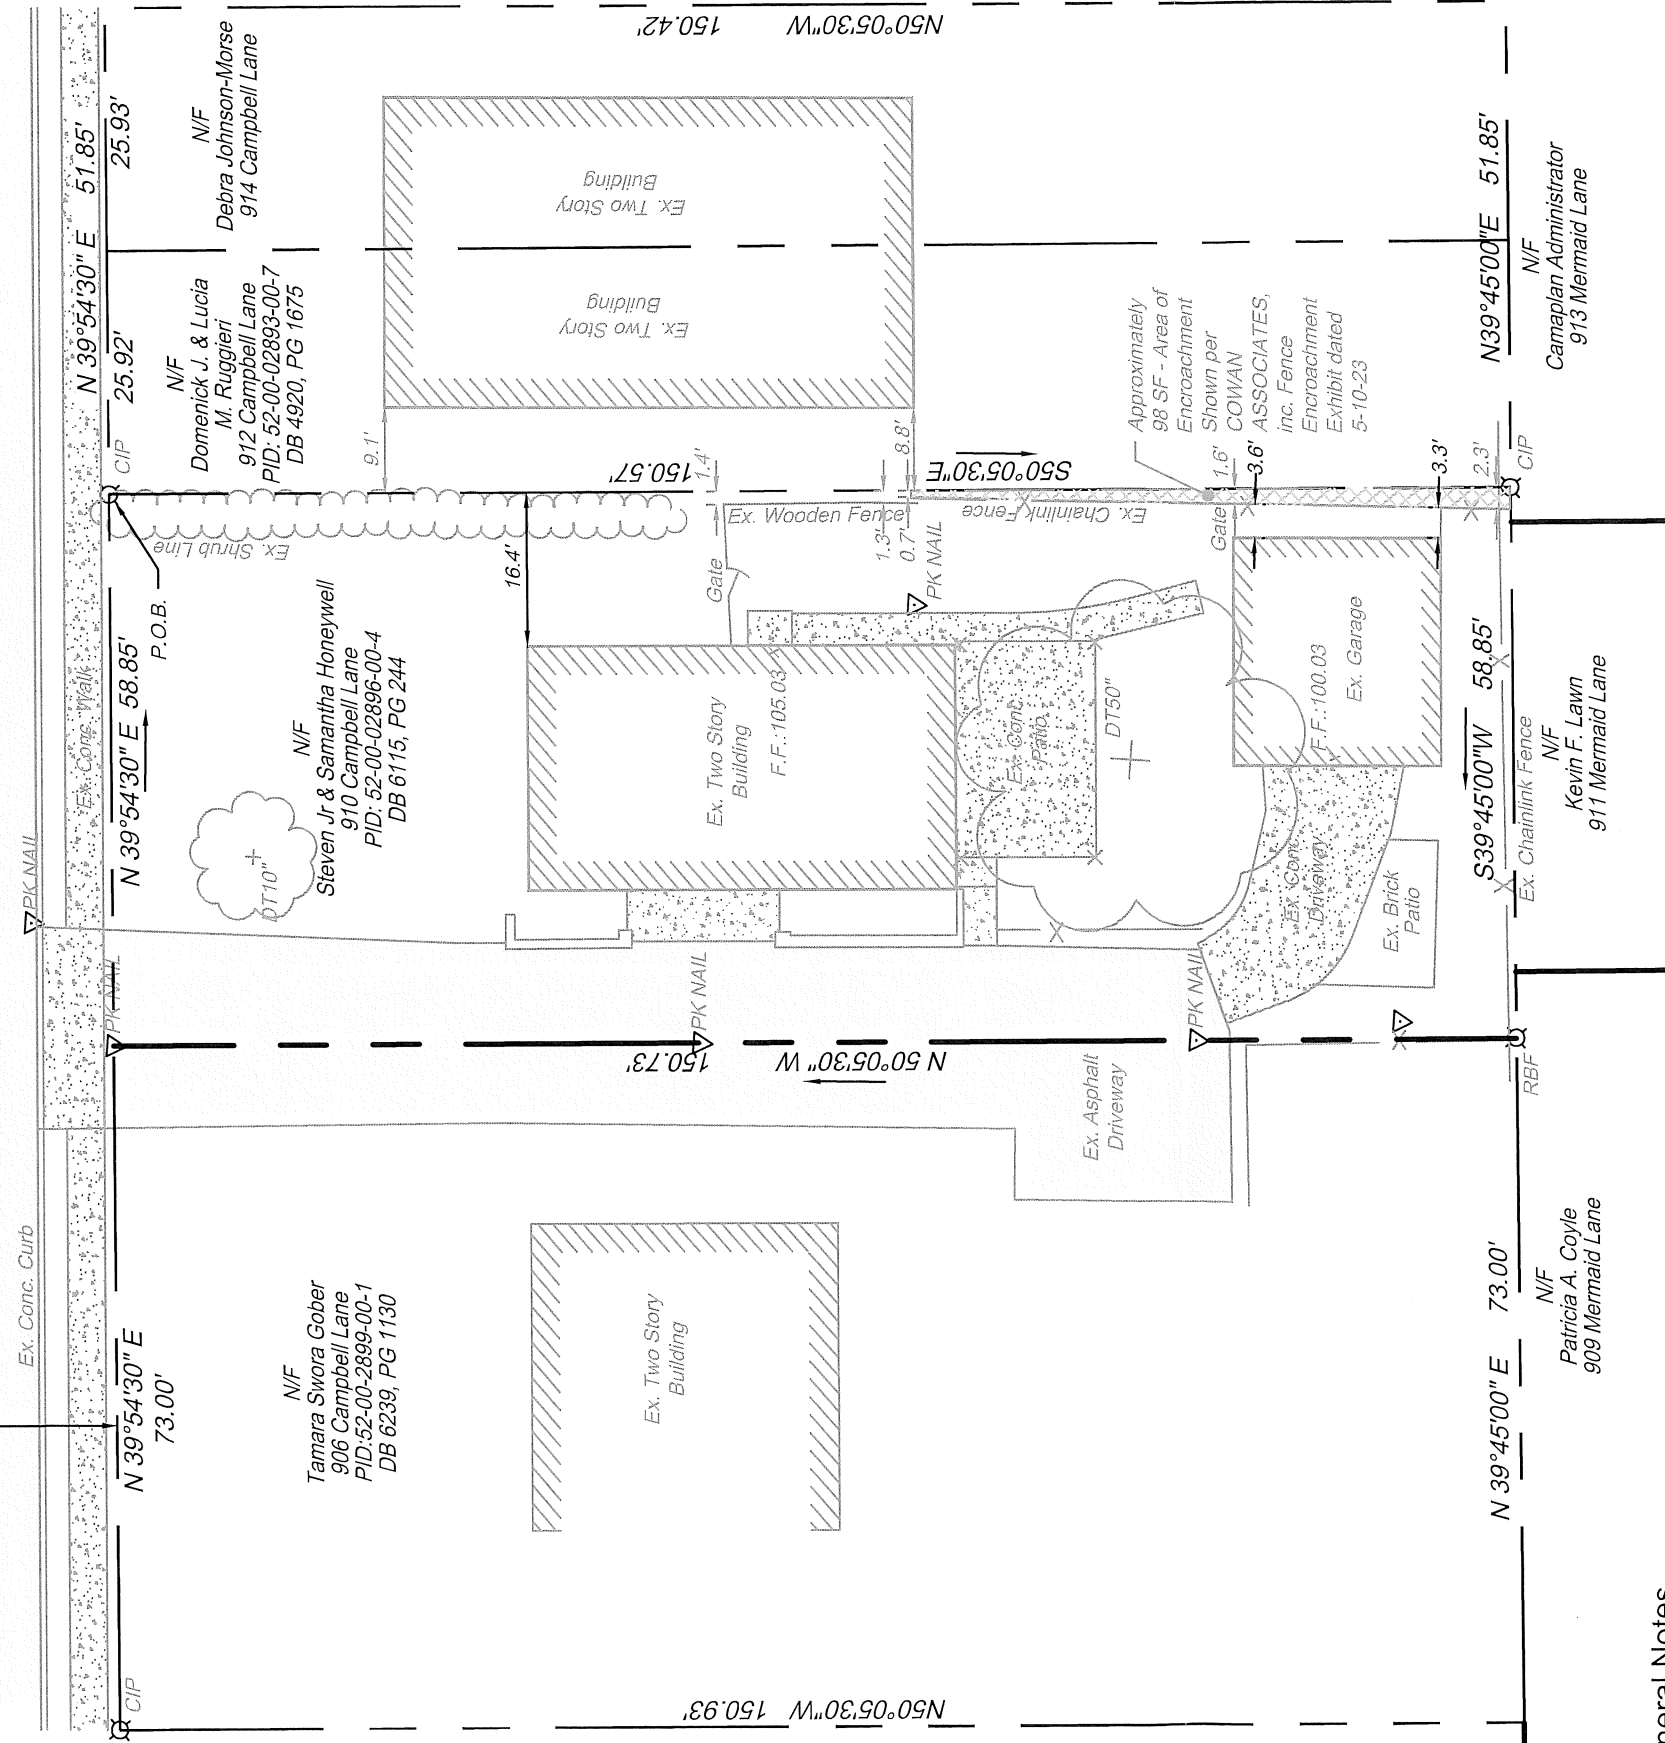 N50°05'30"W 150.42'
N 39°54'30" E 51.85'
25.93'
25.92'
N/F
Debra Johnson-Morse
914 Campbell Lane
N/F
Domenick J. & Lucia
M. Ruggieri
912 Campbell Lane
PID: 52-00-02893-00-7
DB 4920, PG 1675
CIP
Ex. Two Story
Building
Ex. Two Story
Building
9.1'
8.8'
Approximately
98 SF - Area of
Encroachment
Shown per
COWAN
ASSOCIATES,
inc. Fence
Encroachment
Exhibit dated
5-10-23
N39°45'00"E 51.85'
N/F
Camaplan Administrator
913 Mermaid Lane
S50°05'30"E
150.57'
1.4'
1.3'
0.7'
1.6'
3.6'
3.3'
2.3'
CIP
Ex. Shrub Line
Ex. Wooden Fence
Ex. Chainlink Fence
Gate
Gate
PK NAIL
16.4'
P.O.B.
Ex. Conc. Walk
N 39°54'30" E 58.85'
N/F
Steven Jr & Samantha Honeywell
910 Campbell Lane
PID: 52-00-02896-00-4
DB 6115, PG 244
DT10"
Ex. Two Story
Building
F.F.:105.03
Ex. Conc.
Patio
DT50"
F.F.:100.03
Ex. Garage
Ex. Conc.
Driveway
Ex. Brick
Patio
S39°45'00"W 58.85'
Ex. Chainlink Fence
N/F
Kevin F. Lawn
911 Mermaid Lane
PK NAIL
PK NAIL
PK NAIL
PK NAIL
N 50°05'30" W 150.73'
Ex. Asphalt
Driveway
RBF
Ex. Conc. Curb
N 39°54'30" E
73.00'
N/F
Tamara Swora Gober
906 Campbell Lane
PID:52-00-2899-00-1
DB 6239, PG 1130
Ex. Two Story
Building
N 39°45'00" E 73.00'
N/F
Patricia A. Coyle
909 Mermaid Lane
CIP
N50°05'30"W 150.93'
neral Notes